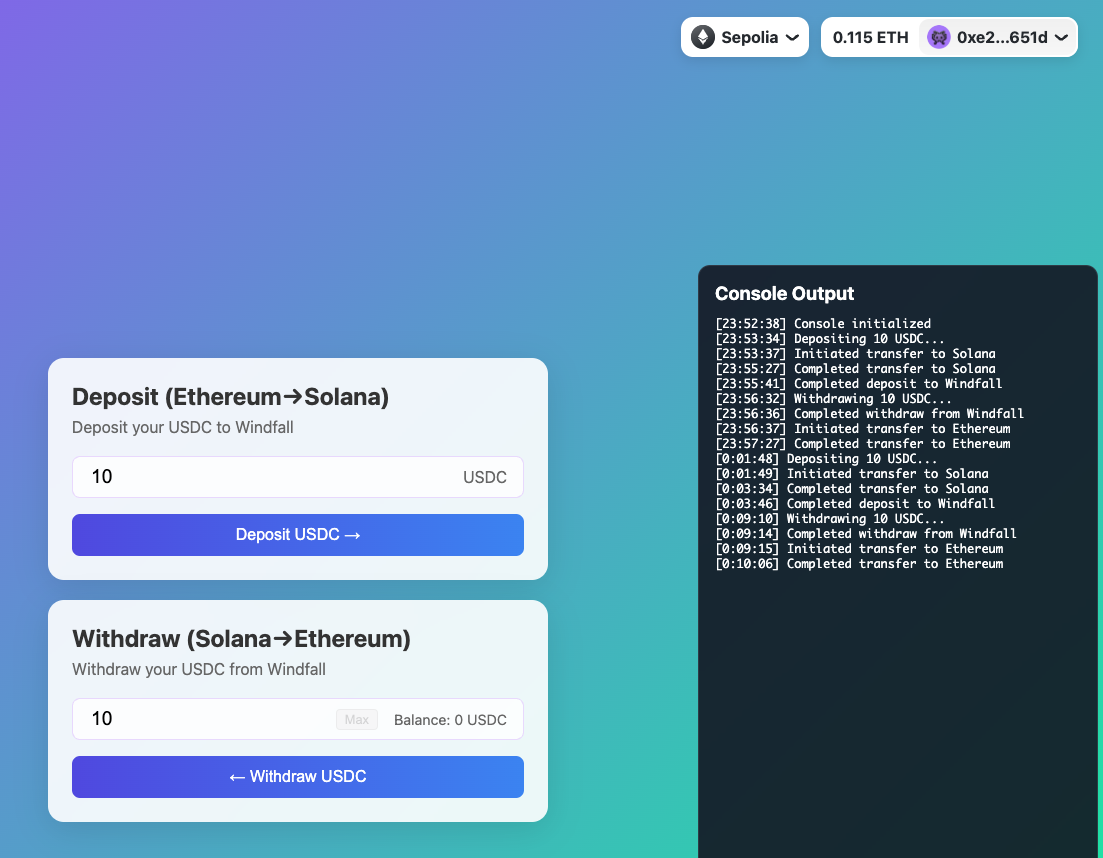 Sepolia
0.115 ETH
0xe2...651d
Deposit (Ethereum→Solana)
Deposit your USDC to Windfall
10 USDC
Deposit USDC →
Withdraw (Solana→Ethereum)
Withdraw your USDC from Windfall
10 Max Balance: 0 USDC
← Withdraw USDC
Console Output
[23:52:38] Console initialized
[23:53:34] Depositing 10 USDC...
[23:53:37] Initiated transfer to Solana
[23:55:27] Completed transfer to Solana
[23:55:41] Completed deposit to Windfall
[23:56:32] Withdrawing 10 USDC...
[23:56:36] Completed withdraw from Windfall
[23:56:37] Initiated transfer to Ethereum
[23:57:27] Completed transfer to Ethereum
[0:01:48] Depositing 10 USDC...
[0:01:49] Initiated transfer to Solana
[0:03:34] Completed transfer to Solana
[0:03:46] Completed deposit to Windfall
[0:09:10] Withdrawing 10 USDC...
[0:09:14] Completed withdraw from Windfall
[0:09:15] Initiated transfer to Ethereum
[0:10:06] Completed transfer to Ethereum